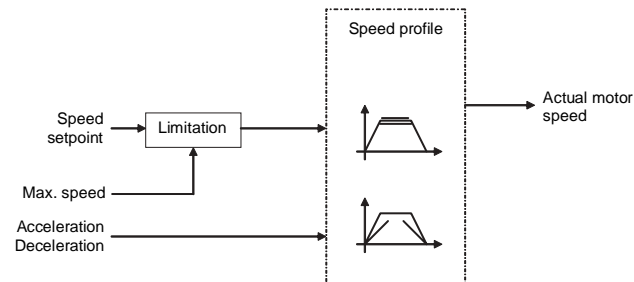 Speed profile
Speed
setpoint
Limitation
Actual motor
speed
Max. speed
Acceleration
Deceleration